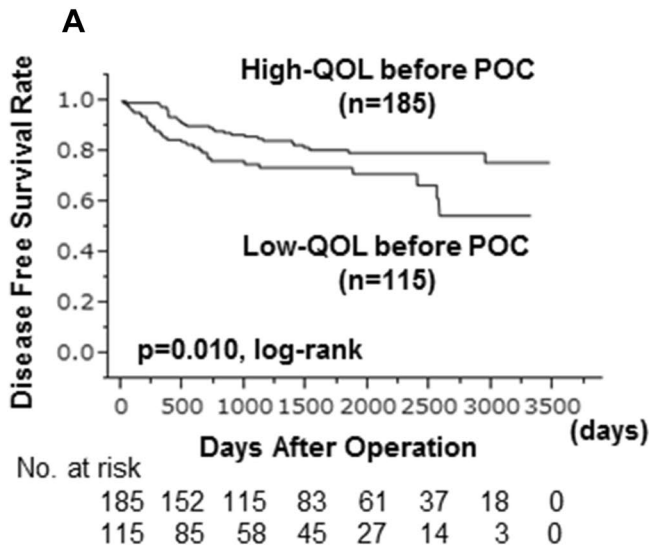 A
High-QOL before POC
(n=185)
Disease Free Survival Rate
1.0
0.8
0.6
0.4
0.2
0.0
Low-QOL before POC
(n=115)
p=0.010, log-rank
0 500 1000 1500 2000 2500 3000 3500
(days)
Days After Operation
No. at risk
185 152 115 83 61 37 18 0
115 85 58 45 27 14 3 0